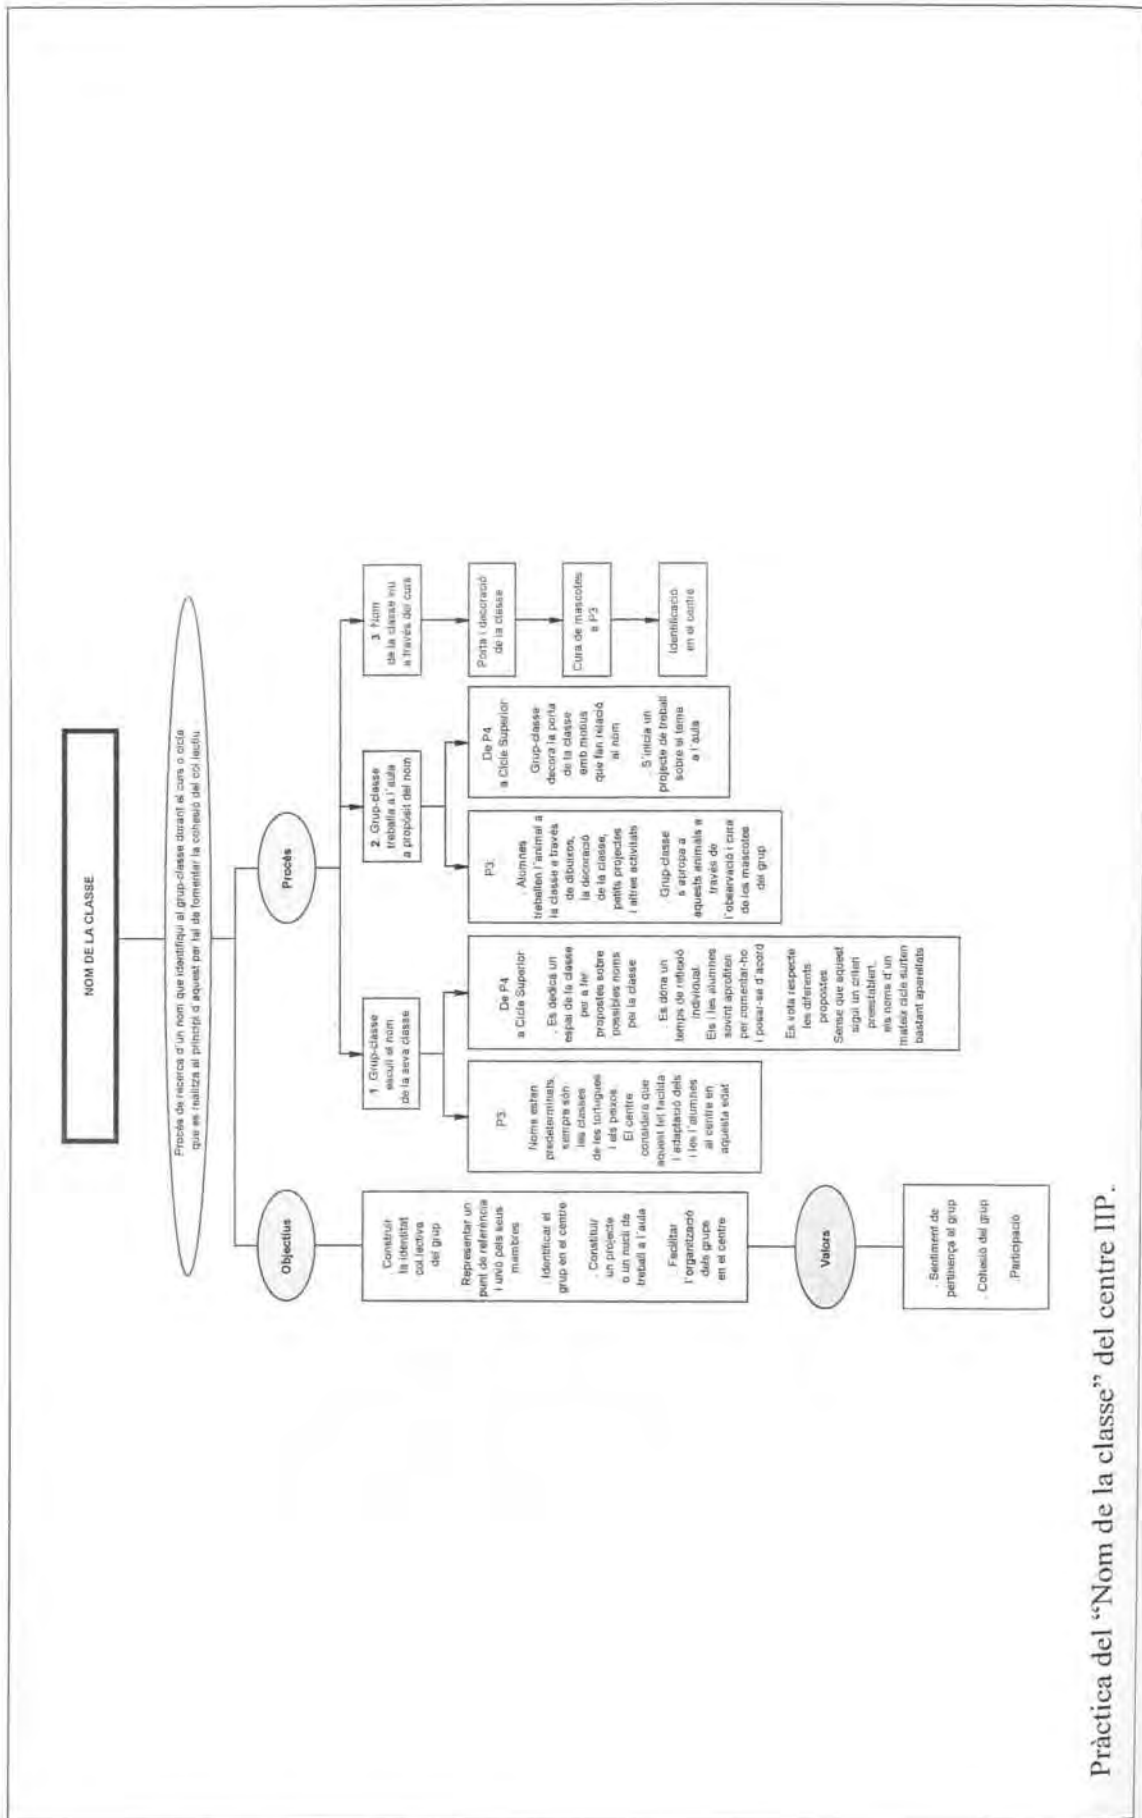 NOM DE LA CLASSE
Procés de recerca d'un nom que identifiqui al grup-classe durant el curs o cicle
que es realitza al principi d'aquest per tal de fomentar la cohesió del col.lectiu
Objectius
Construir
la identitat
col.lectiva
del grup
Representar un
punt de referència
i unió pels seus
membres
. Identificar el
grup en el centre
. Constituir
un projecte
o un nucli de
treball a l'aula
Facilitar
l'organització
dels grups
en el centre
Valors
. Sentiment de
pertinença al grup
. Cohesió del grup
. Participació
Procés
1. Grup-classe
escull el nom
de la seva classe
P3.
Noms estan
predeterminats,
sempre són
les classes
de les tortugues
i els peixos.
El centre
considera que
aquest fet facilita
l'adaptació dels
i les l'alumnes
al centre en
aquesta edat
De P4
a Cicle Superior
. Es dedica un
espai de la classe
per a fer
propostes sobre
possibles noms
per la classe
. Es dóna un
temps de reflexió
individual.
Els i les alumnes
sovint aprofiten
per comentar-ho
i posar-se d'acord
Es vota respecte
les diferents
propostes.
Sense que aquest
sigui un criteri
preestablert,
els noms d'un
mateix cicle surten
bastant aparellats
2. Grup-classe
treballa a l'aula
a propòsit del nom
P3.
. Alumnes
treballen l'animal a
la classe a través
de dibuixos,
la decoració
de la classe,
petits projectes
i altres activitats
Grup-classe
s'apropa a
aquests animals a
través de
l'observació i cura
de les mascotes
del grup
De P4
a Cicle Superior
Grup-classe
decora la porta
de la classe
amb motius
que fan relació
al nom
S'inicia un
projecte de treball
sobre el tema
a l'aula
3. Nom
de la classe viu
a través del curs
Porta i decoració
de la classe
Cura de mascotes
a P3
Identificació
en el centre
Pràctica del “Nom de la classe” del centre IIP.